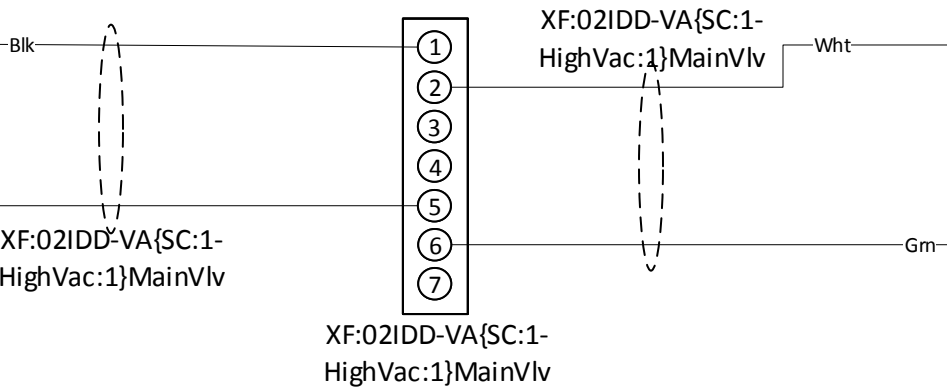 XF:02IDD-VA{SC:1-
HighVac:1}MainVlv
Blk
Wht
1
2
3
4
5
6
7
Grn
XF:02IDD-VA{SC:1-
HighVac:1}MainVlv
XF:02IDD-VA{SC:1-
HighVac:1}MainVlv